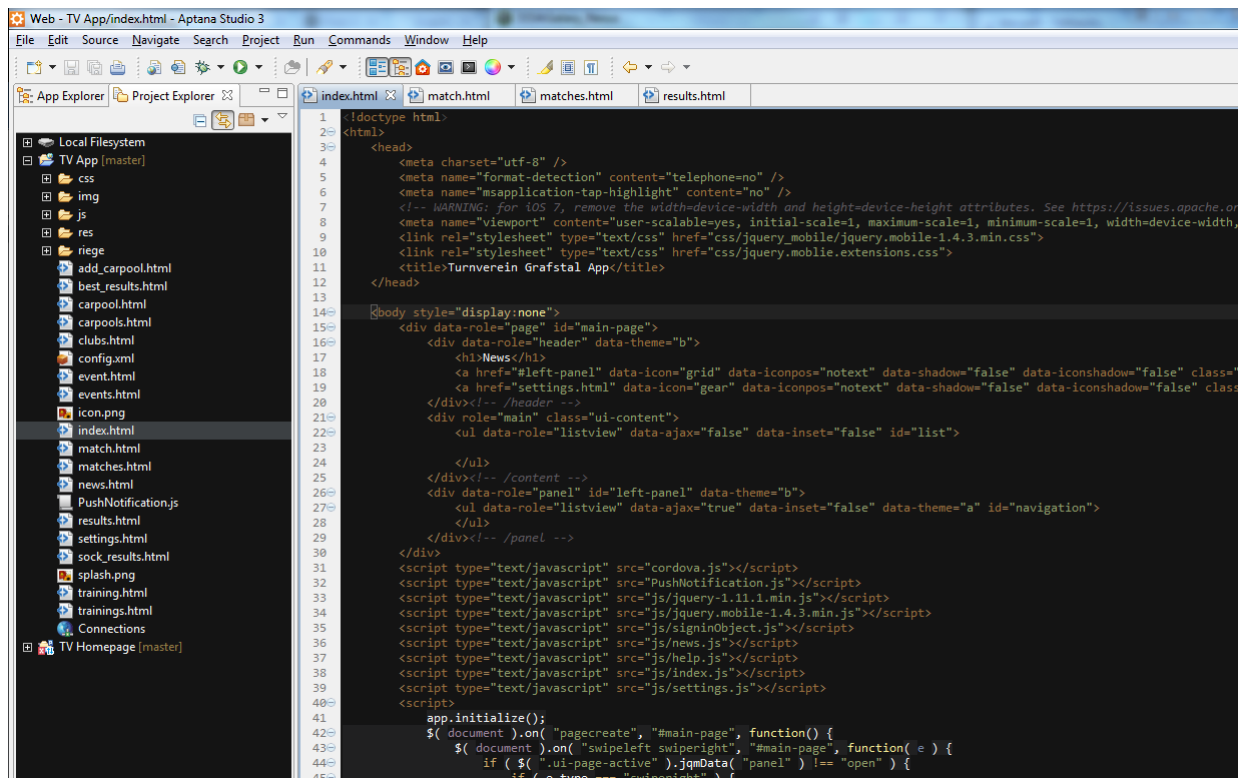 Web - TV App/index.html - Aptana Studio 3
File Edit Source Navigate Search Project Run Commands Window Help
App Explorer Project Explorer
index.html match.html matches.html results.html
Local Filesystem
TV App [master]
css
img
js
res
riege
add_carpool.html
best_results.html
carpool.html
carpools.html
clubs.html
config.xml
event.html
events.html
icon.png
index.html
match.html
matches.html
news.html
PushNotification.js
results.html
settings.html
sock_results.html
splash.png
training.html
trainings.html
Connections
TV Homepage [master]
1 <!doctype html>
2 <html>
3 <head>
4 <meta charset="utf-8" />
5 <meta name="format-detection" content="telephone=no" />
6 <meta name="msapplication-tap-highlight" content="no" />
7 <!-- WARNING: for iOS 7, remove the width=device-width and height=device-height attributes. See https://issues.apache.or
8 <meta name="viewport" content="user-scalable=yes, initial-scale=1, maximum-scale=1, minimum-scale=1, width=device-width,
9 <link rel="stylesheet" type="text/css" href="css/jquery_mobile/jquery.mobile-1.4.3.min.css">
10 <link rel="stylesheet" type="text/css" href="css/jquery.moblie.extensions.css">
11 <title>Turnverein Grafstal App</title>
12 </head>
13
14 <body style="display:none">
15 <div data-role="page" id="main-page">
16 <div data-role="header" data-theme="b">
17 <h1>News</h1>
18 <a href="#left-panel" data-icon="grid" data-iconpos="notext" data-shadow="false" data-iconshadow="false" class="
19 <a href="settings.html" data-icon="gear" data-iconpos="notext" data-shadow="false" data-iconshadow="false" clas
20 </div><!-- /header -->
21 <div role="main" class="ui-content">
22 <ul data-role="listview" data-ajax="false" data-inset="false" id="list">
23
24 </ul>
25 </div><!-- /content -->
26 <div data-role="panel" id="left-panel" data-theme="b">
27 <ul data-role="listview" data-ajax="true" data-inset="false" data-theme="a" id="navigation">
28 </ul>
29 </div><!-- /panel -->
30 </div>
31 <script type="text/javascript" src="cordova.js"></script>
32 <script type="text/javascript" src="PushNotification.js"></script>
33 <script type="text/javascript" src="js/jquery-1.11.1.min.js"></script>
34 <script type="text/javascript" src="js/jquery.mobile-1.4.3.min.js"></script>
35 <script type="text/javascript" src="js/signinObject.js"></script>
36 <script type="text/javascript" src="js/news.js"></script>
37 <script type="text/javascript" src="js/help.js"></script>
38 <script type="text/javascript" src="js/index.js"></script>
39 <script type="text/javascript" src="js/settings.js"></script>
40 <script>
41 app.initialize();
42 $( document ).on( "pagecreate", "#main-page", function() {
43 $( document ).on( "swipeleft swiperight", "#main-page", function( e ) {
44 if ( $( ".ui-page-active" ).jqmData( "panel" ) !== "open" ) {
45 if ( e.type === "swiperight" ) {